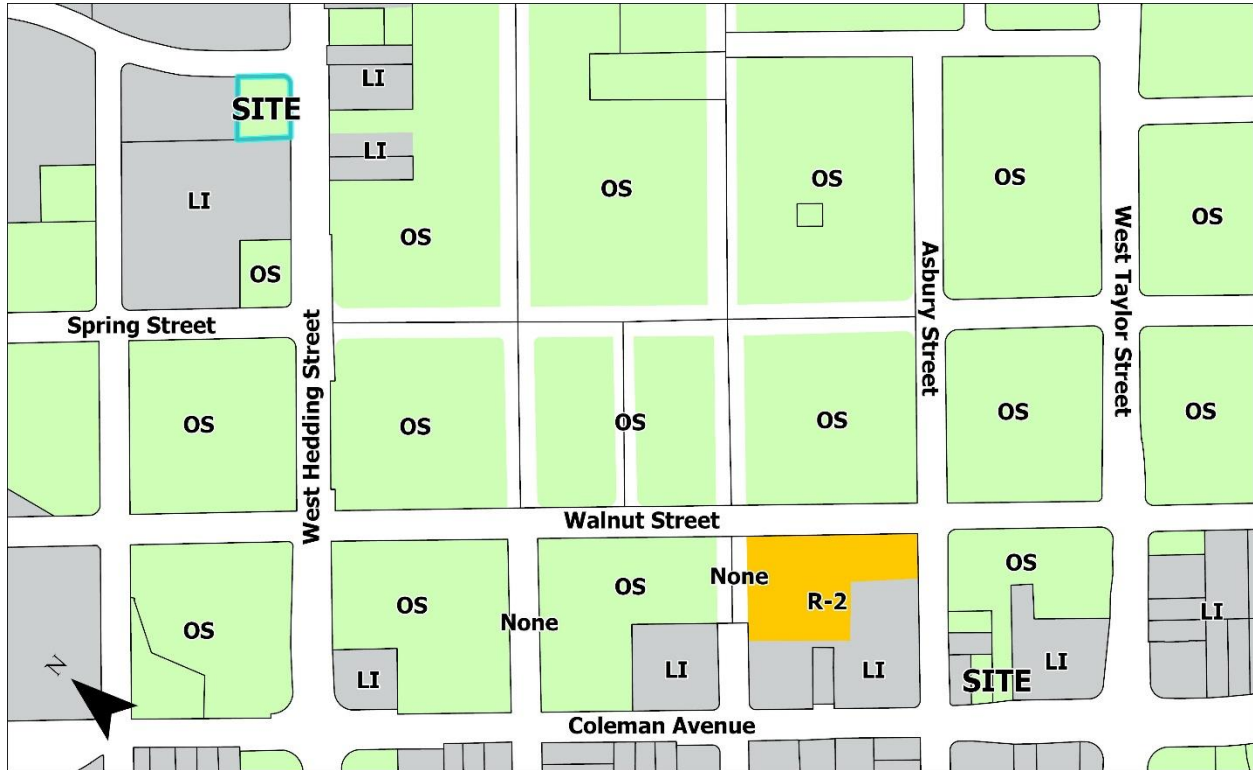 LI
SITE
LI
LI
OS
OS
OS
OS
OS
OS
OS
Spring Street
West Hedding Street
Asbury Street
West Taylor Street
OS
OS
OS
OS
OS
OS
Walnut Street
OS
OS
OS
None
None
R-2
OS
LI
LI
LI
LI
LI
SITE
N
Coleman Avenue